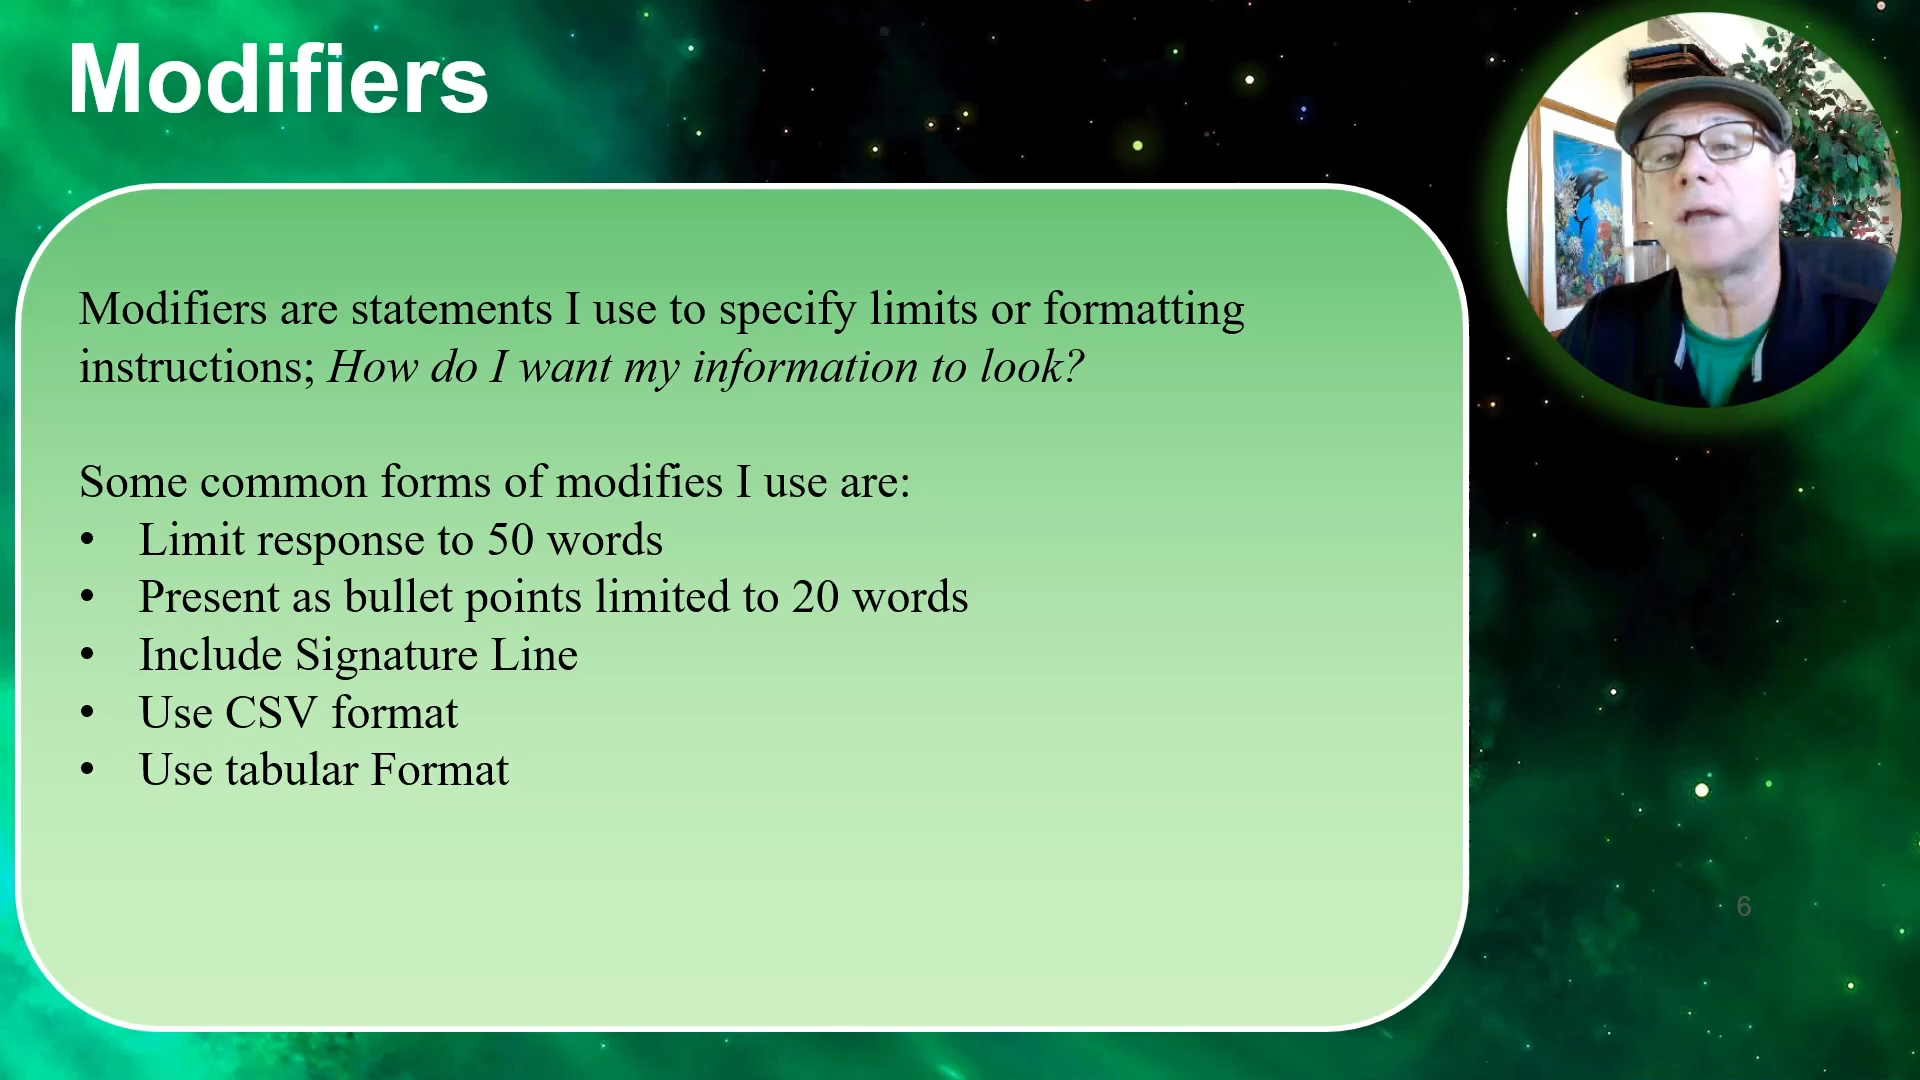 Modifiers
Modifiers are statements I use to specify limits or formatting
instructions; How do I want my information to look?
Some common forms of modifies I use are:
• Limit response to 50 words
• Present as bullet points limited to 20 words
• Include Signature Line
• Use CSV format
• Use tabular Format
6